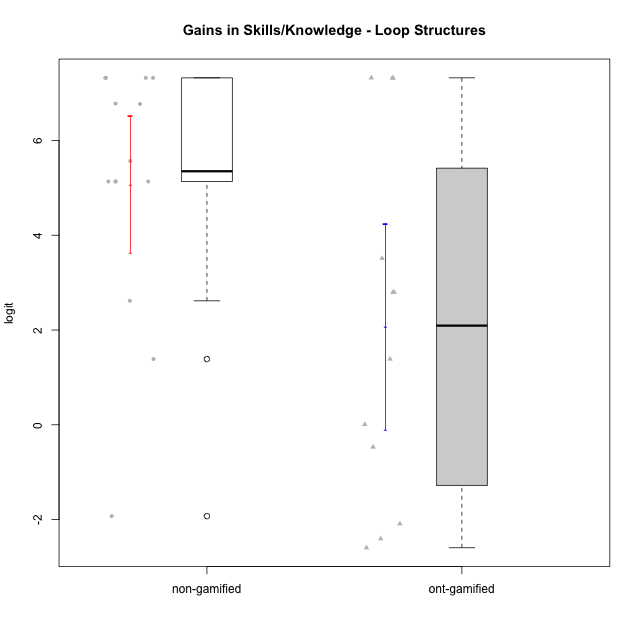 Gains in Skills/Knowledge - Loop Structures
logit
6
4
2
0
-2
non-gamified
ont-gamified